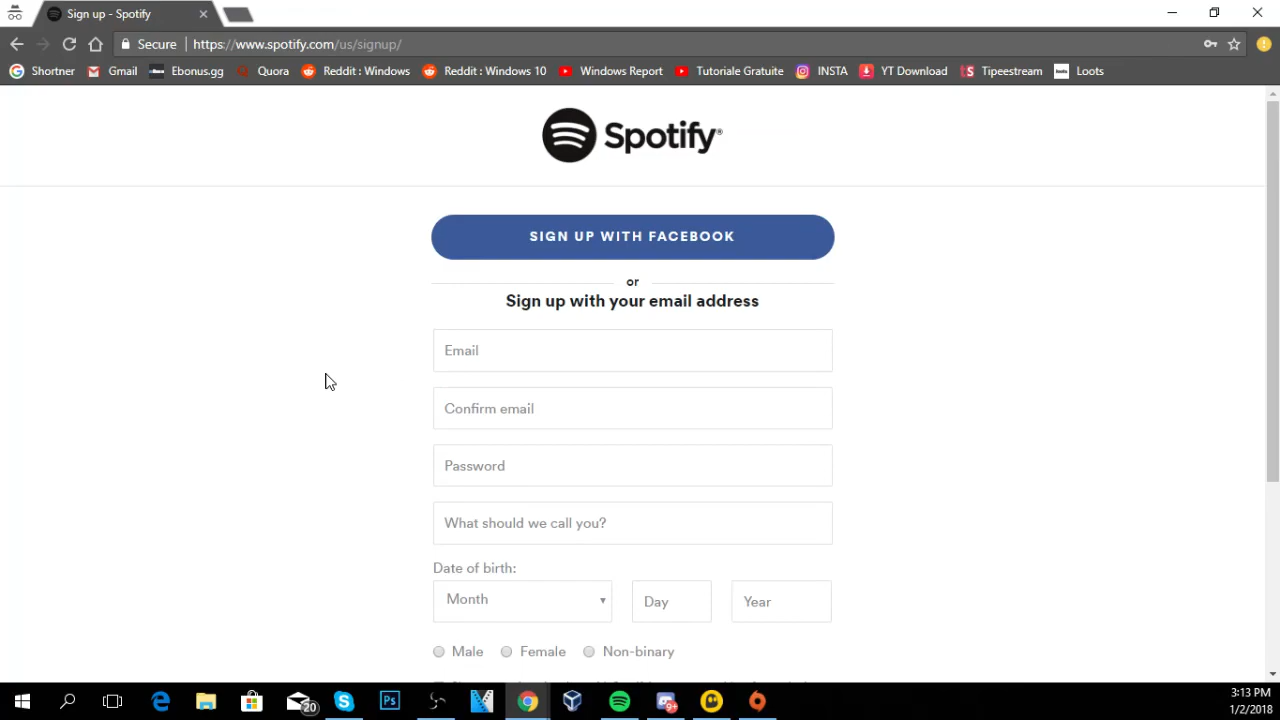 Sign up - Spotify
Secure
https://www.spotify.com/us/signup/
Shortner
Gmail
Ebonus.gg
Quora
Reddit : Windows
Reddit : Windows 10
Windows Report
Tutoriale Gratuite
INSTA
YT Download
Tipeestream
Loots
Spotify®
SIGN UP WITH FACEBOOK
or
Sign up with your email address
Email
Confirm email
Password
What should we call you?
Date of birth:
Month
Day
Year
Male
Female
Non-binary
20
Ps
9+
3:13 PM
1/2/2018